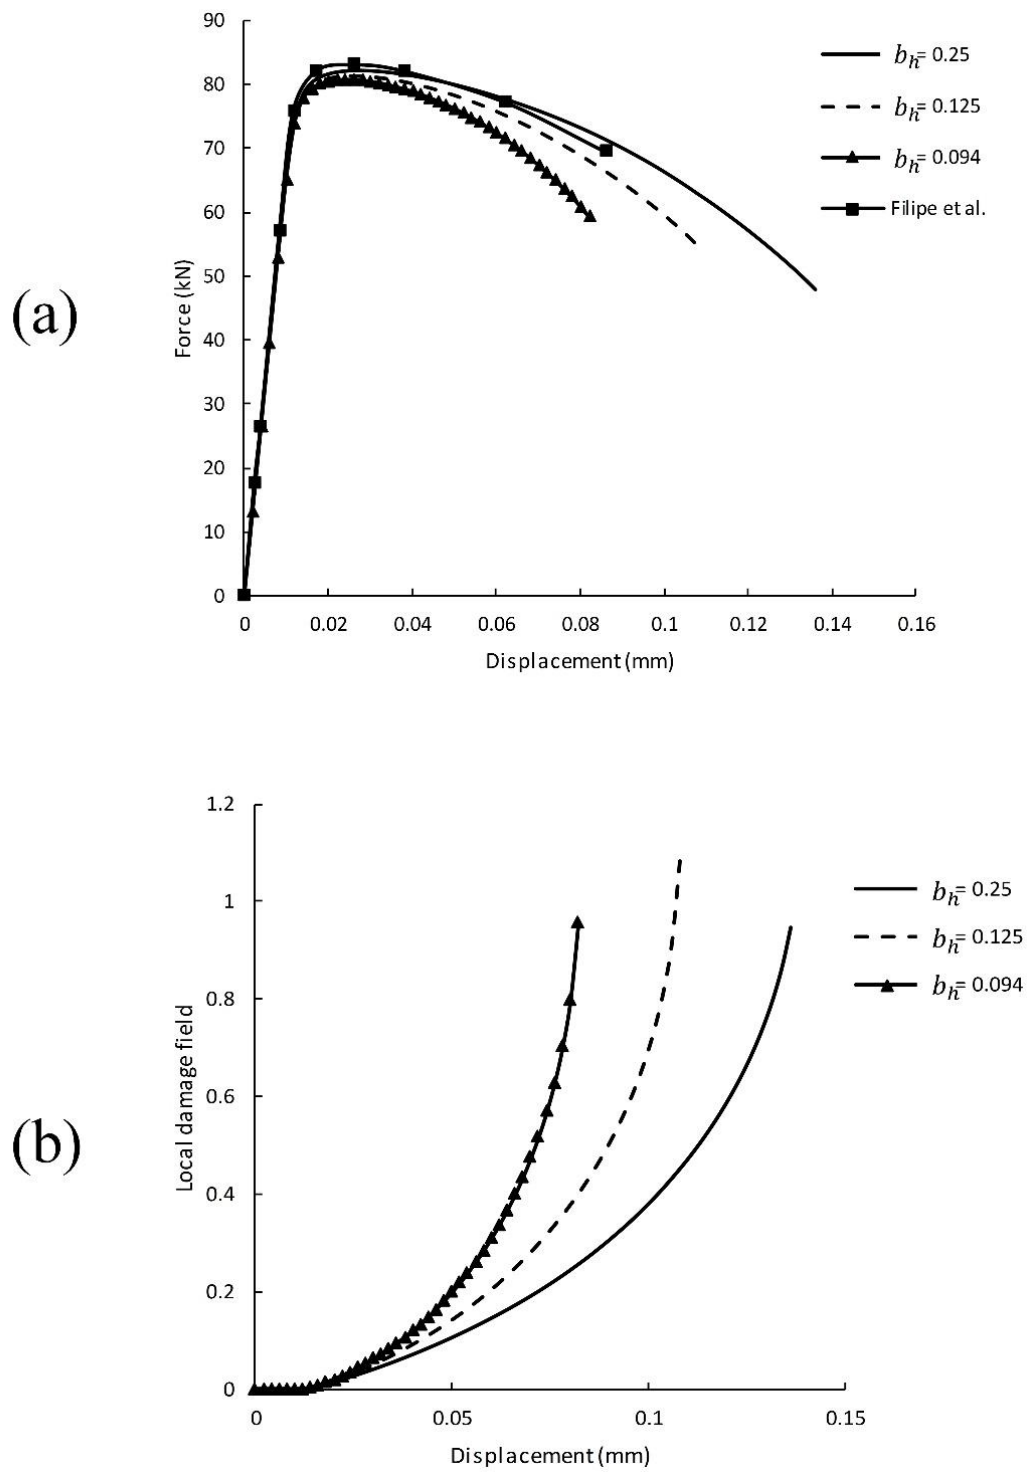 (a)
Force (kN)
90
80
70
60
50
40
30
20
10
0
0 0.02 0.04 0.06 0.08 0.1 0.12 0.14 0.16
Displacement (mm)
b_h= 0.25
b_h= 0.125
b_h= 0.094
Filipe et al.
(b)
Local damage field
1.2
1
0.8
0.6
0.4
0.2
0
0 0.05 0.1 0.15
Displacement (mm)
b_h= 0.25
b_h= 0.125
b_h= 0.094